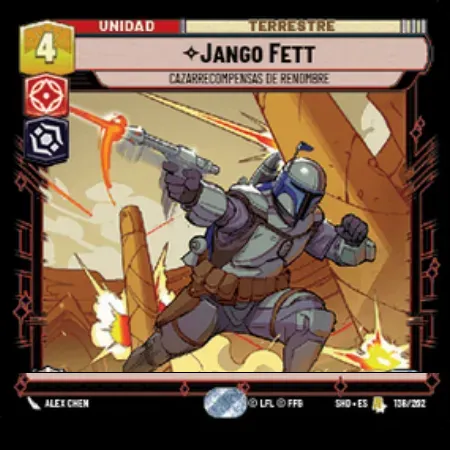 UNIDAD
TERRESTRE
4
JANGO FETT
CAZARRECOMPENSAS DE RENOMBRE
ALEX CHEN
© LFL © FFG
SHD • ES
138/262